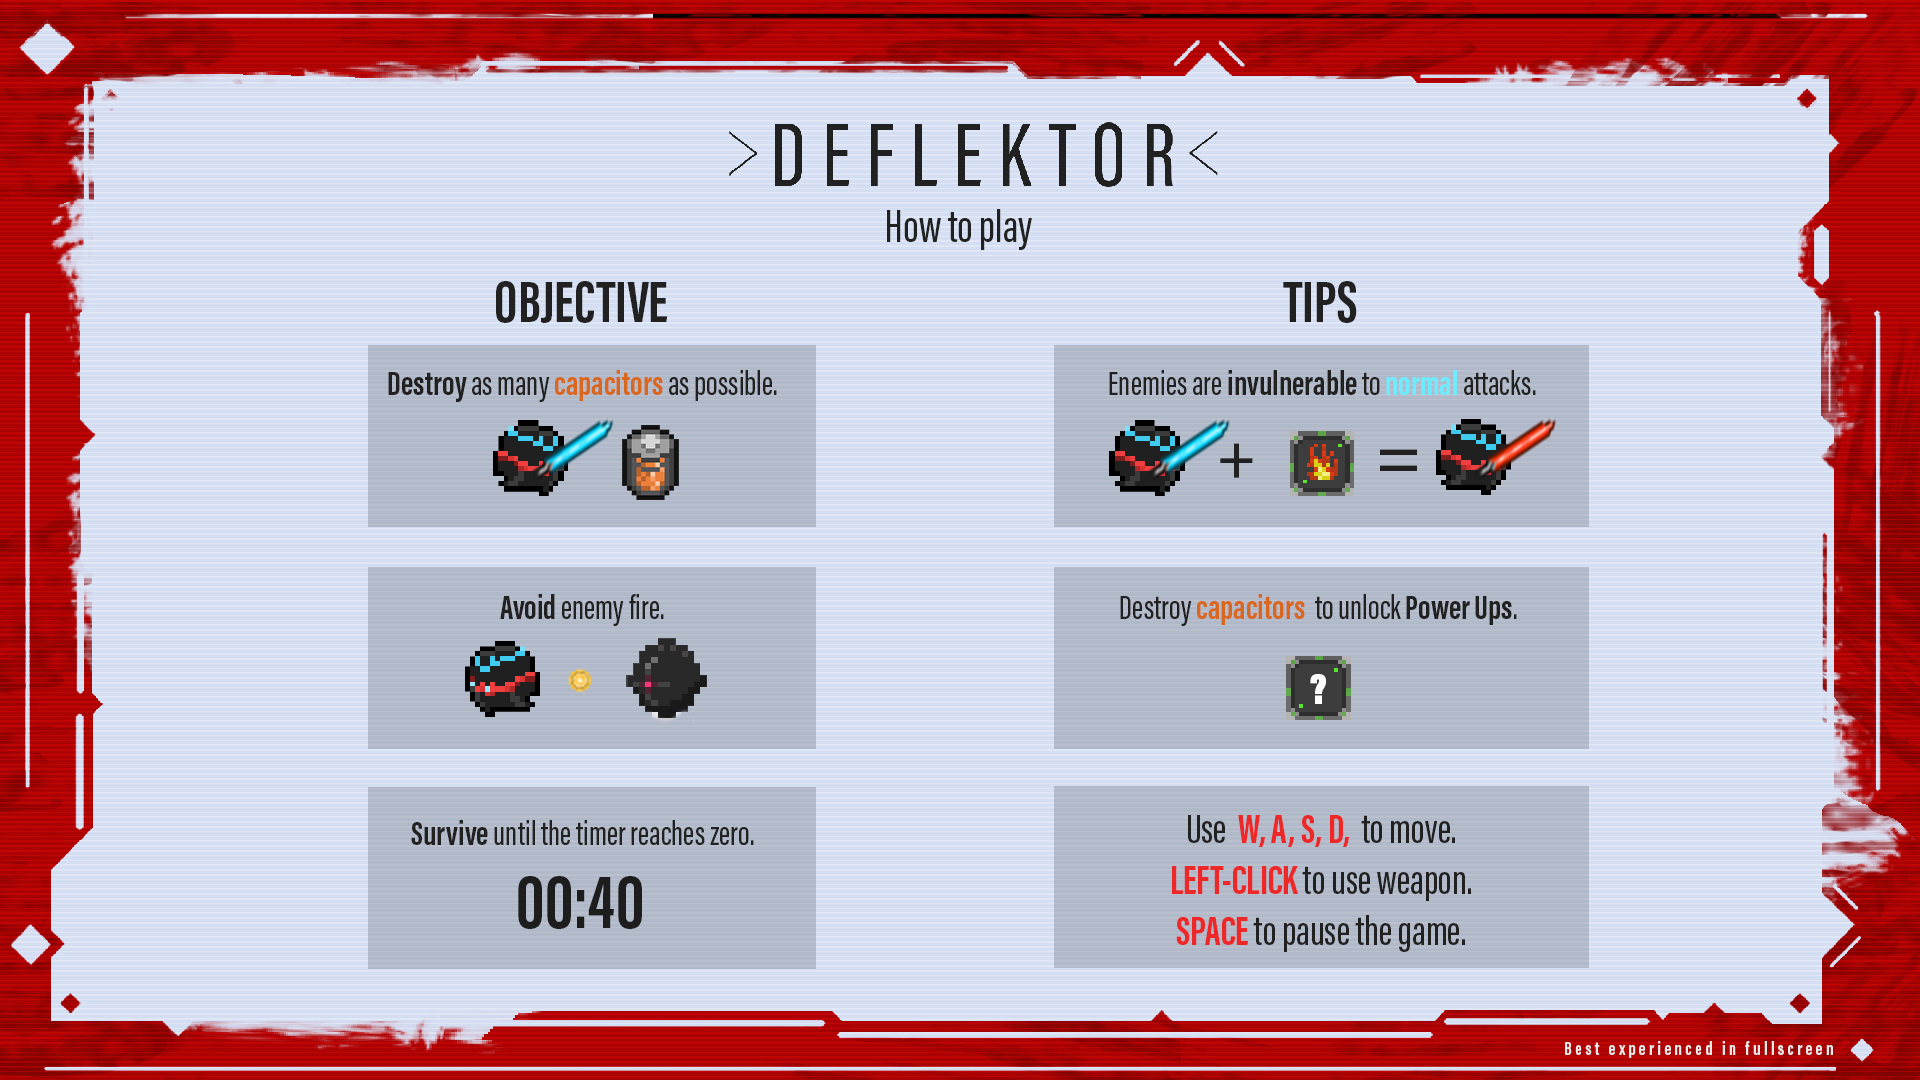 >DEFLEKTOR<
How to play
OBJECTIVE
Destroy as many capacitors as possible.
Avoid enemy fire.
Survive until the timer reaches zero.
00:40
TIPS
Enemies are invulnerable to normal attacks.
+ =
Destroy capacitors to unlock Power Ups.
?
Use W, A, S, D, to move.
LEFT-CLICK to use weapon.
SPACE to pause the game.
Best experienced in fullscreen